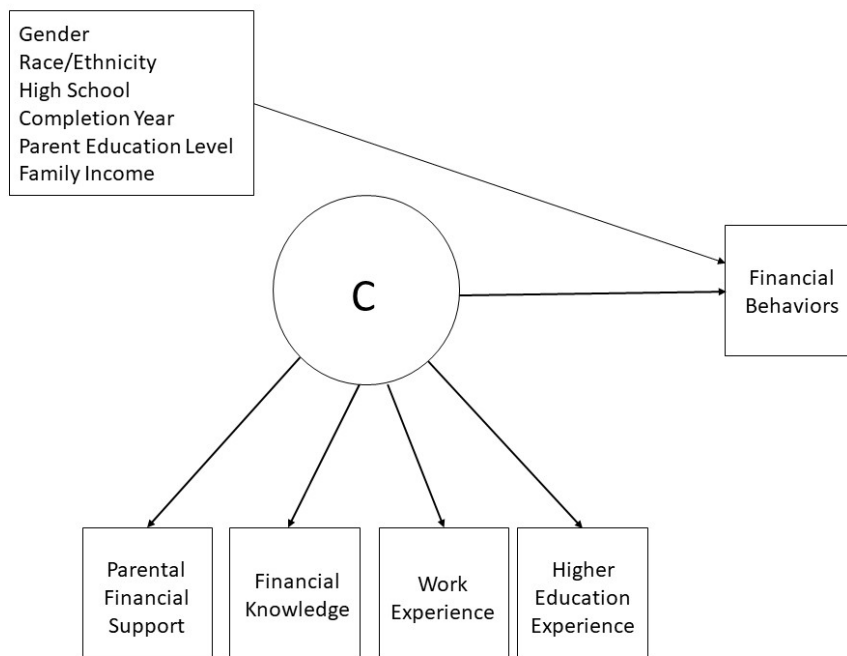 Gender
Race/Ethnicity
High School
Completion Year
Parent Education Level
Family Income
C
Financial
Behaviors
Parental
Financial
Support
Financial
Knowledge
Work
Experience
Higher
Education
Experience